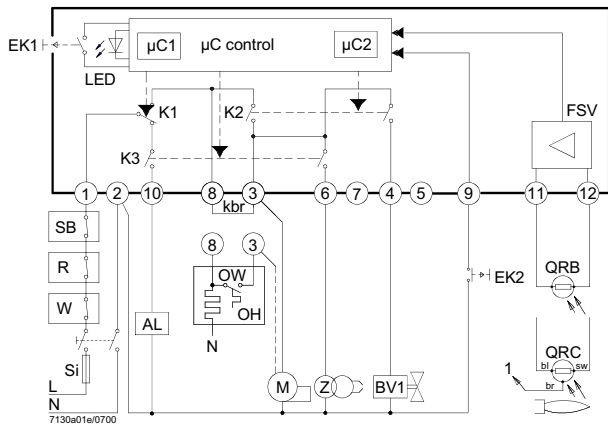 EK1
LED
µC1
µC control
µC2
K1
K2
K3
FSV
1
2
10
8
3
6
7
4
5
9
11
12
kbr
SB
R
W
Si
L
N
AL
8
3
OW
OH
N
M
Z
BV1
EK2
QRB
QRC
bl
sw
br
1
7130a01e/0700